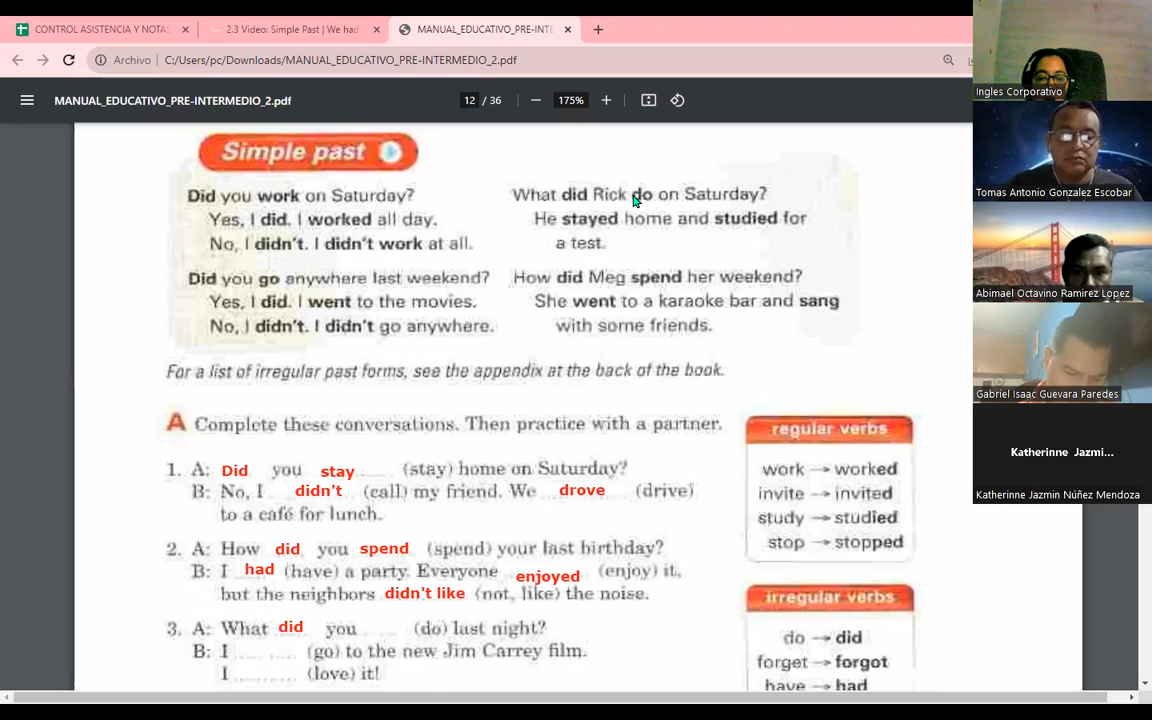 CONTROL ASISTENCIA Y NOTAS
2.3 Video: Simple Past | We had
MANUAL_EDUCATIVO_PRE-INTE
Archivo
C:/Users/pc/Downloads/MANUAL_EDUCATIVO_PRE-INTERMEDIO_2.pdf
MANUAL_EDUCATIVO_PRE-INTERMEDIO_2.pdf
12 / 36
175%
Simple past
Did you work on Saturday?
Yes, I did. I worked all day.
No, I didn't. I didn't work at all.
Did you go anywhere last weekend?
Yes, I did. I went to the movies.
No, I didn't. I didn't go anywhere.
What did Rick do on Saturday?
He stayed home and studied for
a test.
How did Meg spend her weekend?
She went to a karaoke bar and sang
with some friends.
For a list of irregular past forms, see the appendix at the back of the book.
A Complete these conversations. Then practice with a partner.
1. A: Did you stay (stay) home on Saturday?
B: No, I didn't (call) my friend. We drove (drive)
to a café for lunch.
2. A: How did you spend (spend) your last birthday?
B: I had (have) a party. Everyone enjoyed (enjoy) it,
but the neighbors didn't like (not, like) the noise.
3. A: What did you (do) last night?
B: I (go) to the new Jim Carrey film.
I (love) it!
regular verbs
work → worked
invite → invited
study → studied
stop → stopped
irregular verbs
do → did
forget → forgot
have → had
Ingles Corporativo
Tomas Antonio Gonzalez Escobar
Abimael Octavino Ramirez Lopez
Gabriel Isaac Guevara Paredes
Katherinne Jazmi...
Katherinne Jazmin Núñez Mendoza